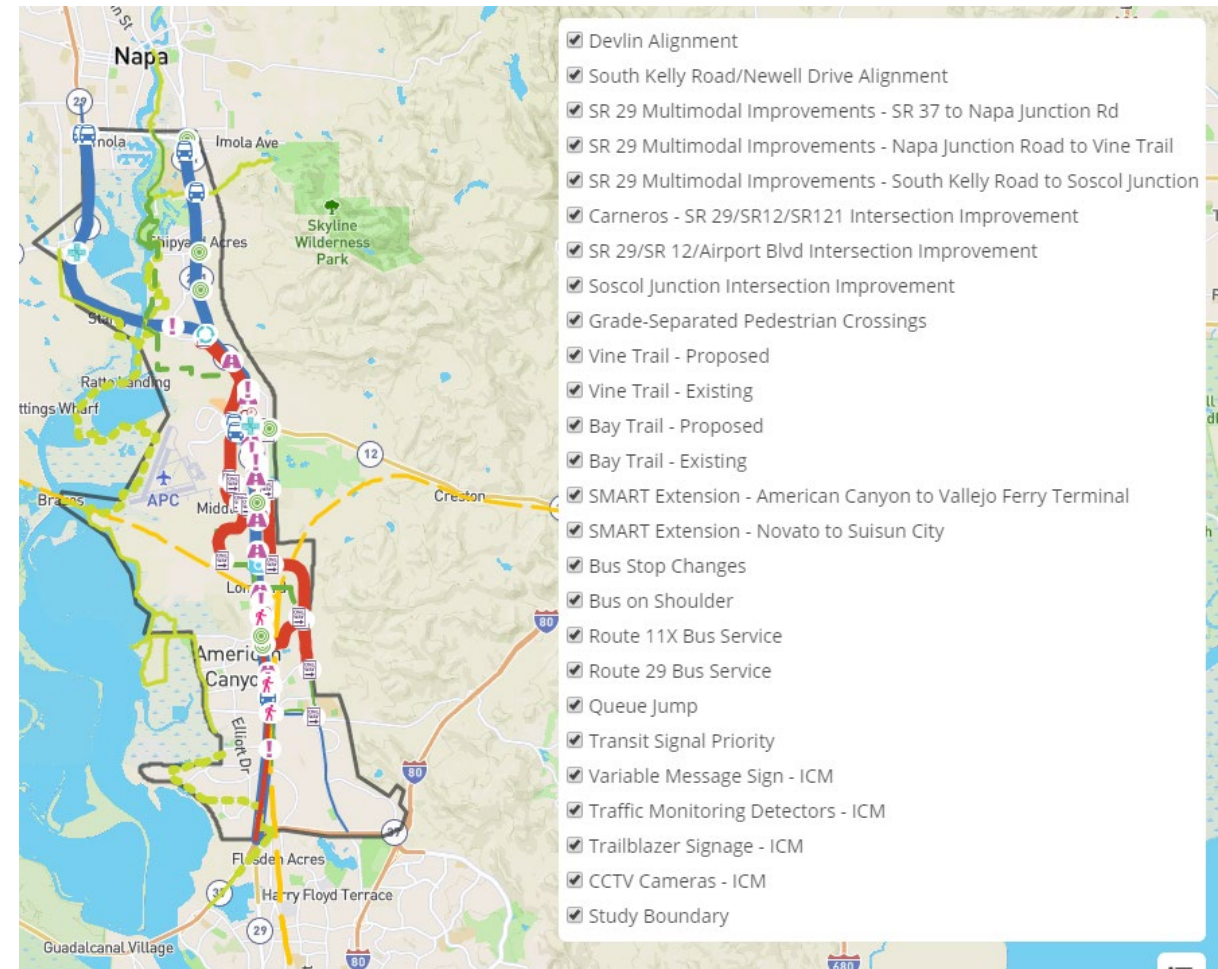 Napa
29
Imola Ave
Skyline
Wilderness
Park
12
Creston
APC
80
American
Canyon
Elliott Dr
80
37
Flosden Acres
Harry Floyd Terrace
29
Guadalcanal Village
80
680
Devlin Alignment
South Kelly Road/Newell Drive Alignment
SR 29 Multimodal Improvements - SR 37 to Napa Junction Rd
SR 29 Multimodal Improvements - Napa Junction Road to Vine Trail
SR 29 Multimodal Improvements - South Kelly Road to Soscol Junction
Carneros - SR 29/SR12/SR121 Intersection Improvement
SR 29/SR 12/Airport Blvd Intersection Improvement
Soscol Junction Intersection Improvement
Grade-Separated Pedestrian Crossings
Vine Trail - Proposed
Vine Trail - Existing
Bay Trail - Proposed
Bay Trail - Existing
SMART Extension - American Canyon to Vallejo Ferry Terminal
SMART Extension - Novato to Suisun City
Bus Stop Changes
Bus on Shoulder
Route 11X Bus Service
Route 29 Bus Service
Queue Jump
Transit Signal Priority
Variable Message Sign - ICM
Traffic Monitoring Detectors - ICM
Trailblazer Signage - ICM
CCTV Cameras - ICM
Study Boundary